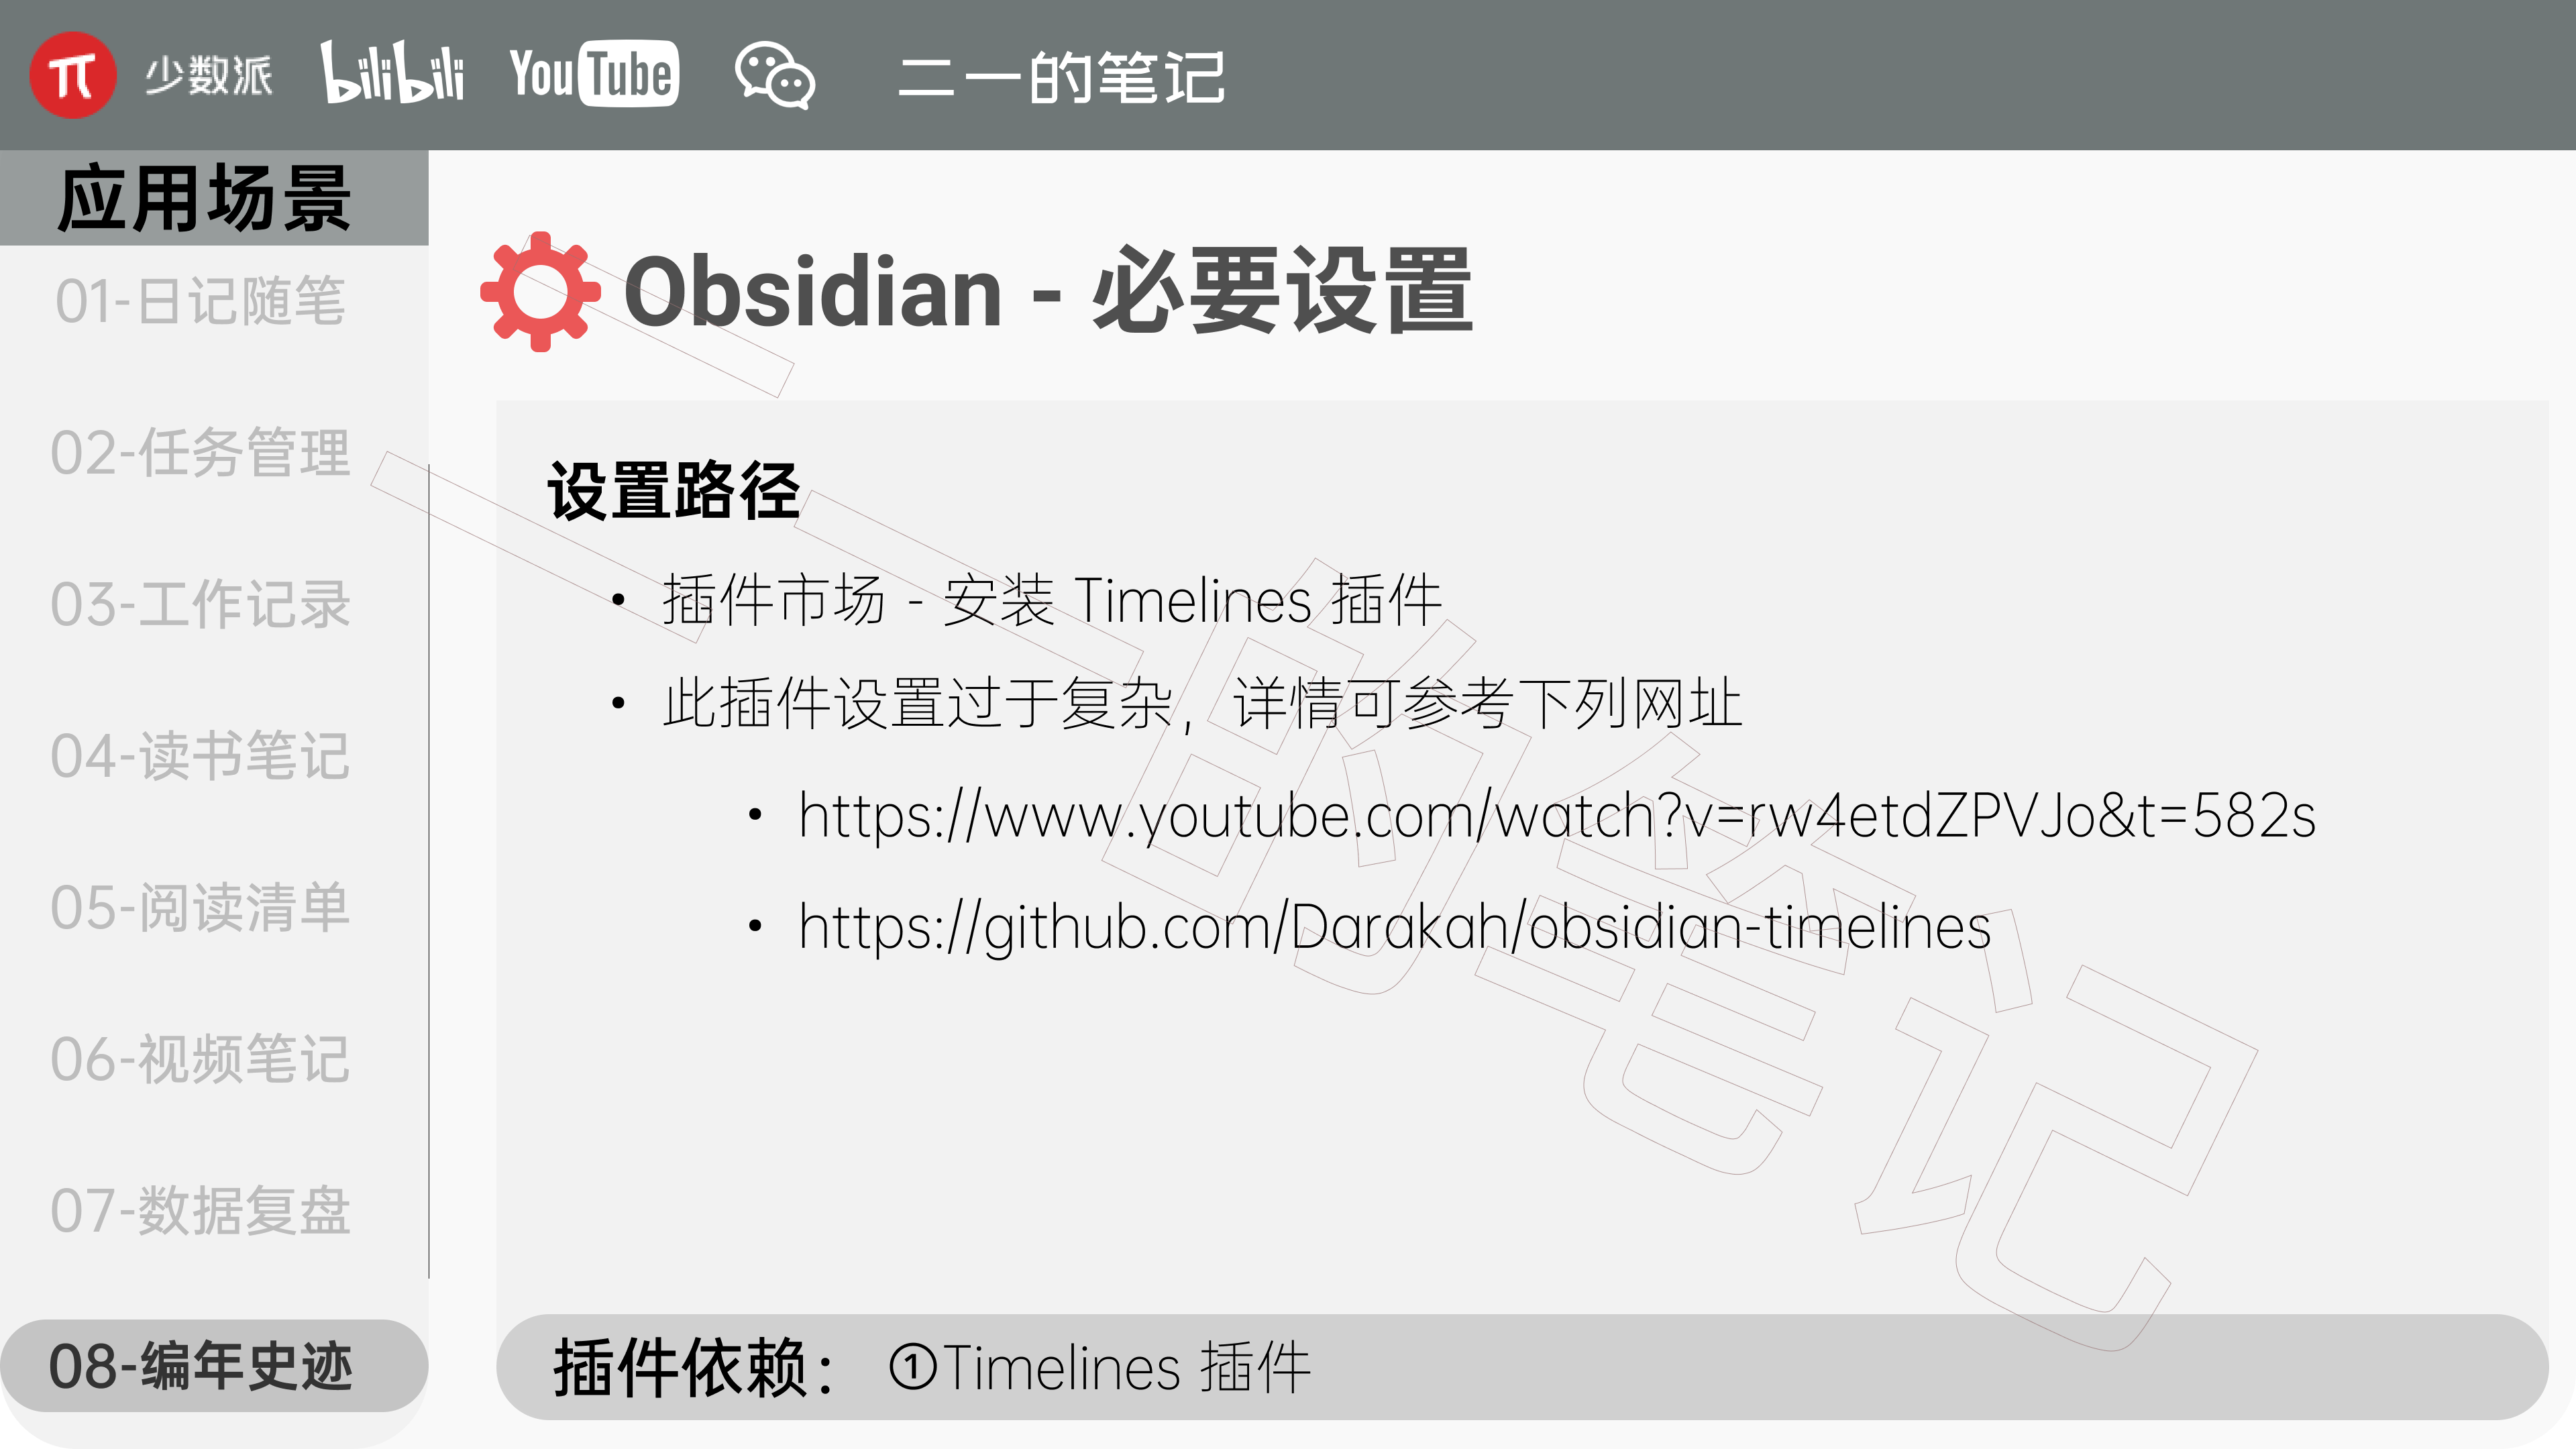 少数派 bilibili YouTube 二一的笔记
应用场景
01-日记随笔
02-任务管理
03-工作记录
04-读书笔记
05-阅读清单
06-视频笔记
07-数据复盘
08-编年史迹
Obsidian - 必要设置
设置路径
• 插件市场 - 安装 Timelines 插件
• 此插件设置过于复杂，详情可参考下列网址
• https://www.youtube.com/watch?v=rw4etdZPVJo&t=582s
• https://github.com/Darakah/obsidian-timelines
插件依赖： ①Timelines 插件
二一的笔记